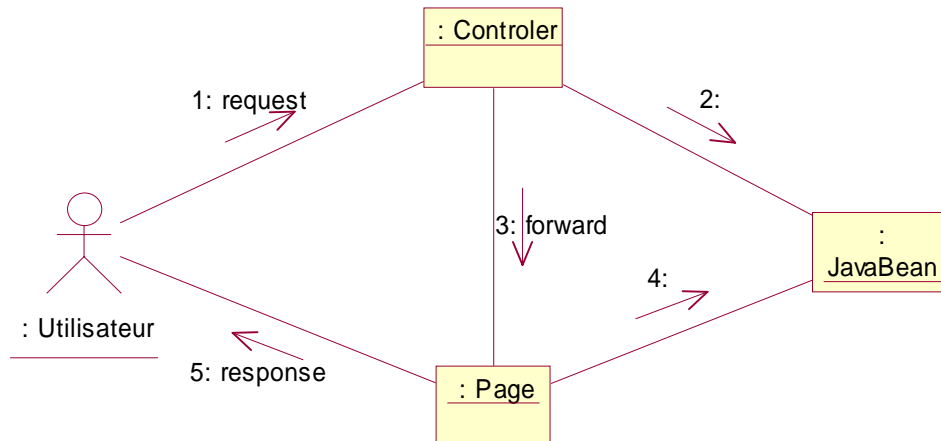 : Controler
1: request
2:
3: forward
:
JavaBean
4:
: Utilisateur
5: response
: Page